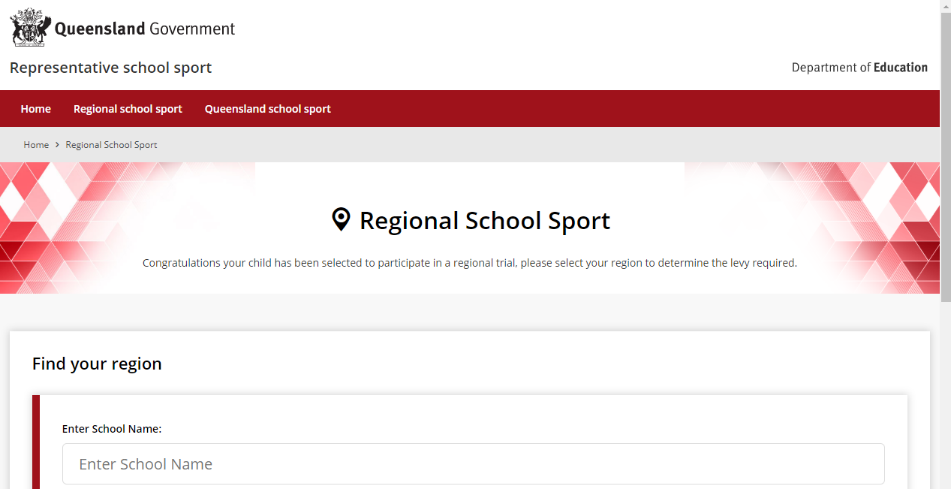 Queensland Government
Representative school sport
Department of Education
Home Regional school sport Queensland school sport
Home > Regional School Sport
Regional School Sport
Congratulations your child has been selected to participate in a regional trial, please select your region to determine the levy required.
Find your region
Enter School Name:
Enter School Name